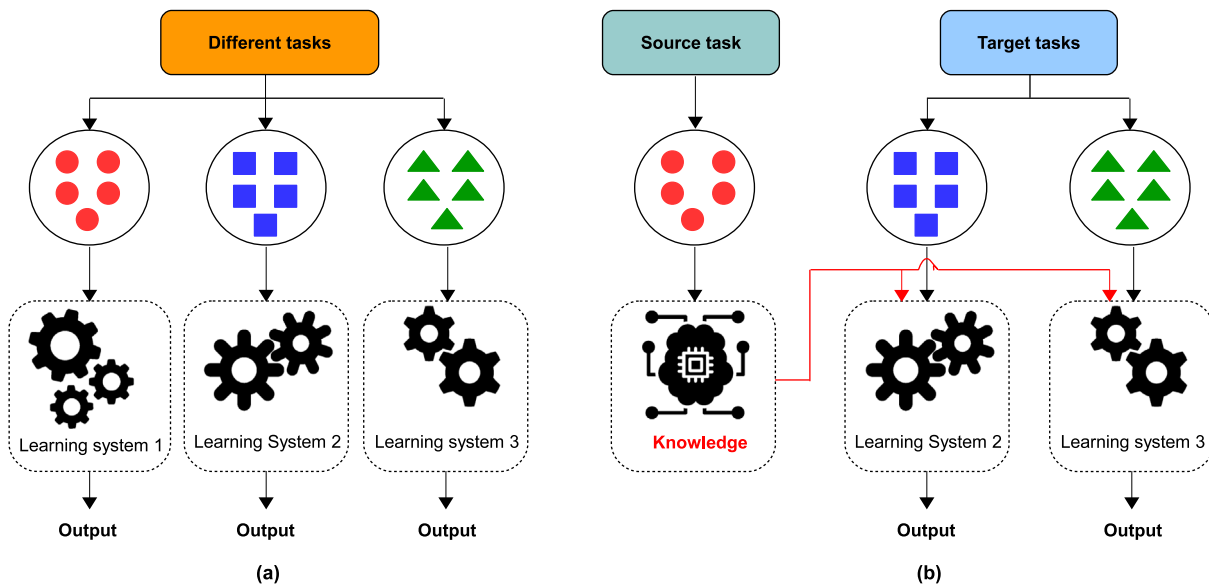 Different tasks
Learning system 1
Learning System 2
Learning system 3
Output
Output
Output
(a)
Source task
Target tasks
Knowledge
Learning System 2
Learning system 3
Output
Output
(b)